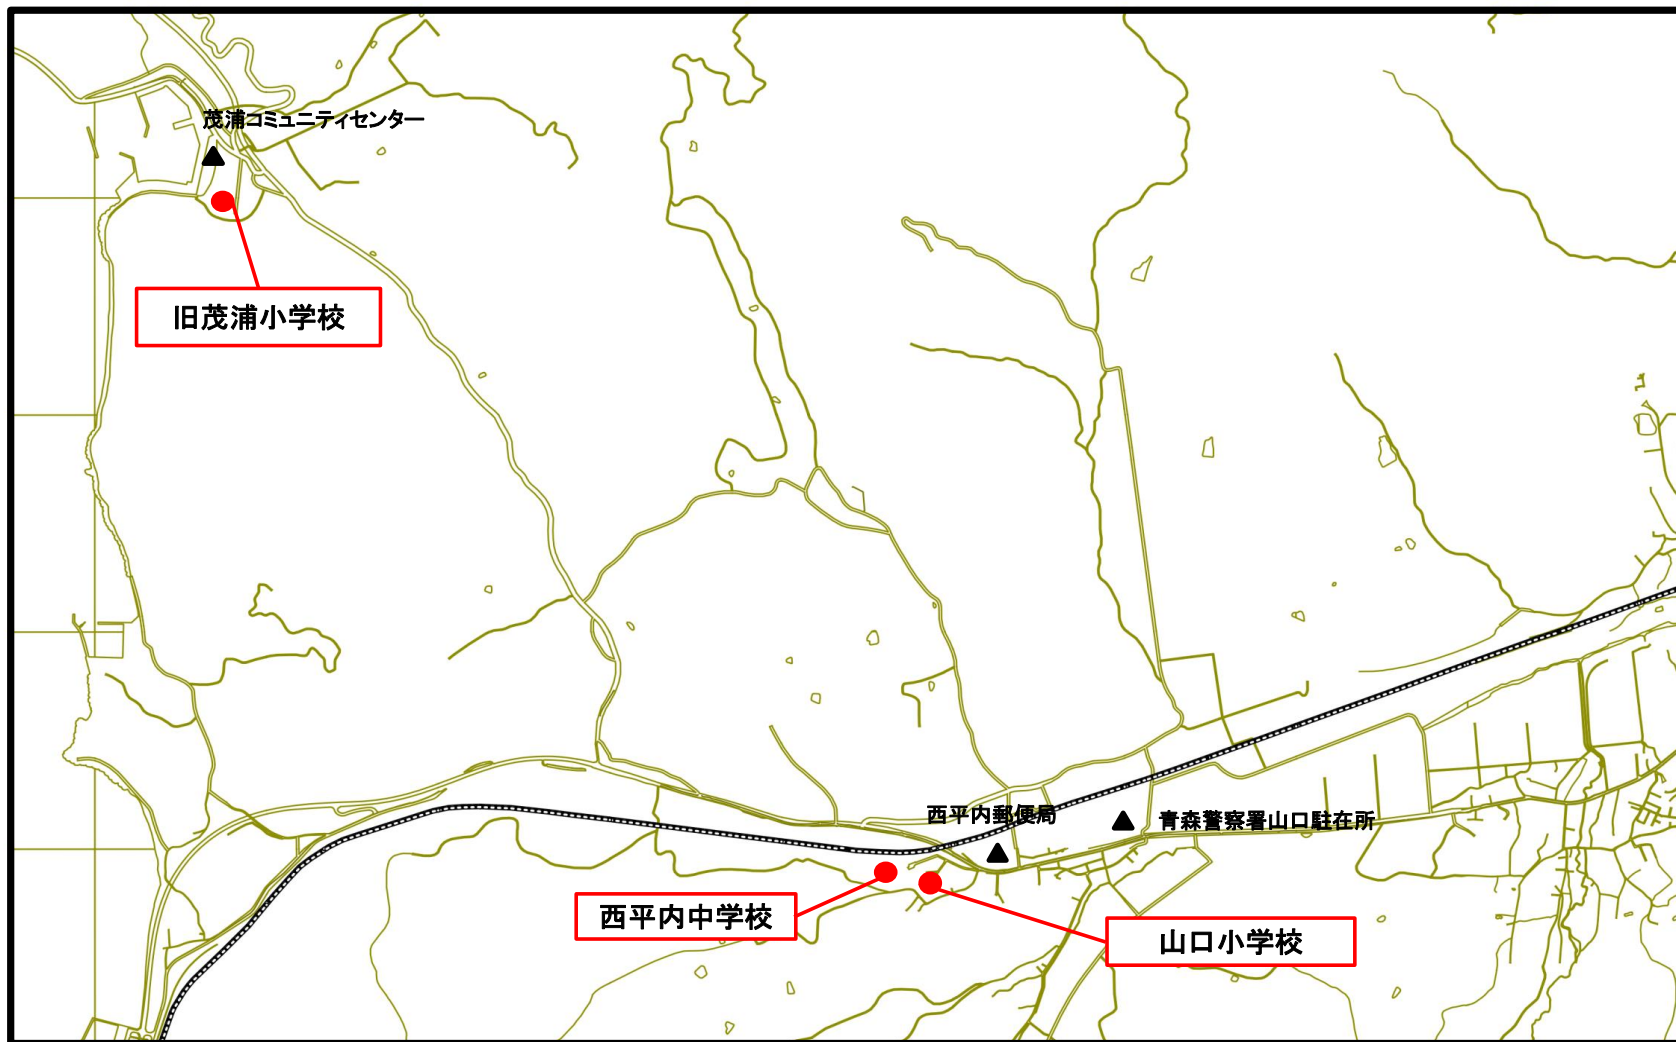 茂浦コミュニティセンター
旧茂浦小学校
西平内郵便局
青森警察署山口駐在所
西平内中学校
山口小学校